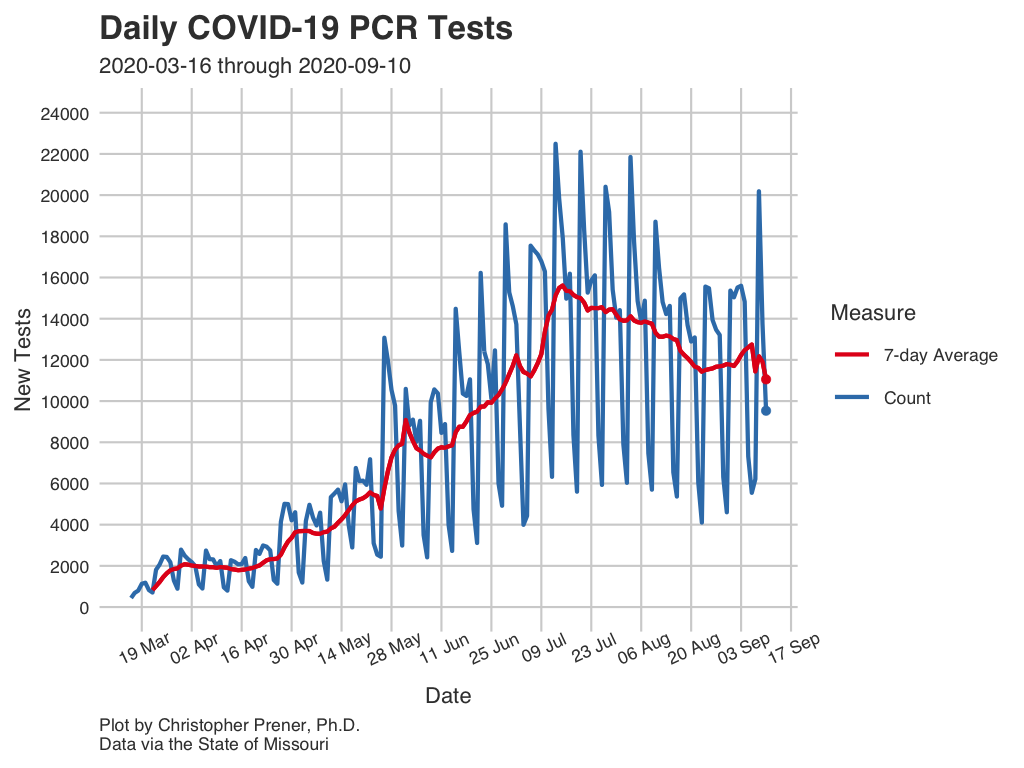 Daily COVID-19 PCR Tests
2020-03-16 through 2020-09-10
24000
22000
20000
18000
16000
14000
12000
10000
8000
6000
4000
2000
0
New Tests
19 Mar
02 Apr
16 Apr
30 Apr
14 May
28 May
11 Jun
25 Jun
09 Jul
23 Jul
06 Aug
20 Aug
03 Sep
17 Sep
Date
Measure
7-day Average
Count
Plot by Christopher Prener, Ph.D.
Data via the State of Missouri